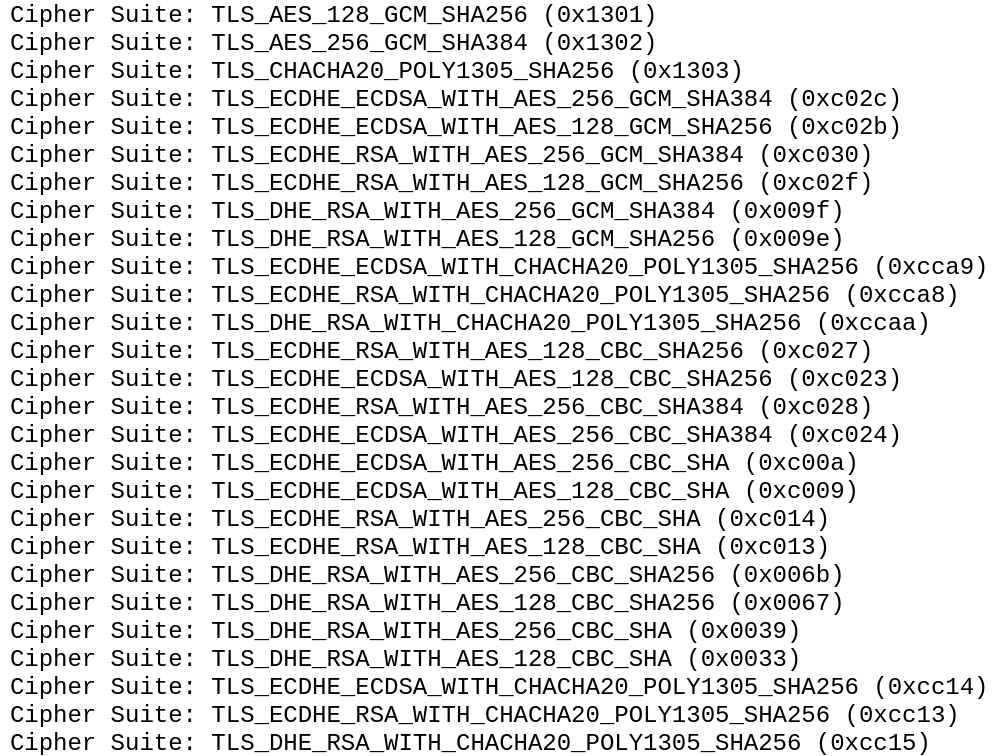 Cipher Suite: TLS_AES_128_GCM_SHA256 (0x1301)
Cipher Suite: TLS_AES_256_GCM_SHA384 (0x1302)
Cipher Suite: TLS_CHACHA20_POLY1305_SHA256 (0x1303)
Cipher Suite: TLS_ECDHE_ECDSA_WITH_AES_256_GCM_SHA384 (0xc02c)
Cipher Suite: TLS_ECDHE_ECDSA_WITH_AES_128_GCM_SHA256 (0xc02b)
Cipher Suite: TLS_ECDHE_RSA_WITH_AES_256_GCM_SHA384 (0xc030)
Cipher Suite: TLS_ECDHE_RSA_WITH_AES_128_GCM_SHA256 (0xc02f)
Cipher Suite: TLS_DHE_RSA_WITH_AES_256_GCM_SHA384 (0x009f)
Cipher Suite: TLS_DHE_RSA_WITH_AES_128_GCM_SHA256 (0x009e)
Cipher Suite: TLS_ECDHE_ECDSA_WITH_CHACHA20_POLY1305_SHA256 (0xcca9)
Cipher Suite: TLS_ECDHE_RSA_WITH_CHACHA20_POLY1305_SHA256 (0xcca8)
Cipher Suite: TLS_DHE_RSA_WITH_CHACHA20_POLY1305_SHA256 (0xccaa)
Cipher Suite: TLS_ECDHE_RSA_WITH_AES_128_CBC_SHA256 (0xc027)
Cipher Suite: TLS_ECDHE_ECDSA_WITH_AES_128_CBC_SHA256 (0xc023)
Cipher Suite: TLS_ECDHE_RSA_WITH_AES_256_CBC_SHA384 (0xc028)
Cipher Suite: TLS_ECDHE_ECDSA_WITH_AES_256_CBC_SHA384 (0xc024)
Cipher Suite: TLS_ECDHE_ECDSA_WITH_AES_256_CBC_SHA (0xc00a)
Cipher Suite: TLS_ECDHE_ECDSA_WITH_AES_128_CBC_SHA (0xc009)
Cipher Suite: TLS_ECDHE_RSA_WITH_AES_256_CBC_SHA (0xc014)
Cipher Suite: TLS_ECDHE_RSA_WITH_AES_128_CBC_SHA (0xc013)
Cipher Suite: TLS_DHE_RSA_WITH_AES_256_CBC_SHA256 (0x006b)
Cipher Suite: TLS_DHE_RSA_WITH_AES_128_CBC_SHA256 (0x0067)
Cipher Suite: TLS_DHE_RSA_WITH_AES_256_CBC_SHA (0x0039)
Cipher Suite: TLS_DHE_RSA_WITH_AES_128_CBC_SHA (0x0033)
Cipher Suite: TLS_ECDHE_ECDSA_WITH_CHACHA20_POLY1305_SHA256 (0xcc14)
Cipher Suite: TLS_ECDHE_RSA_WITH_CHACHA20_POLY1305_SHA256 (0xcc13)
Cipher Suite: TLS_DHE_RSA_WITH_CHACHA20_POLY1305_SHA256 (0xcc15)